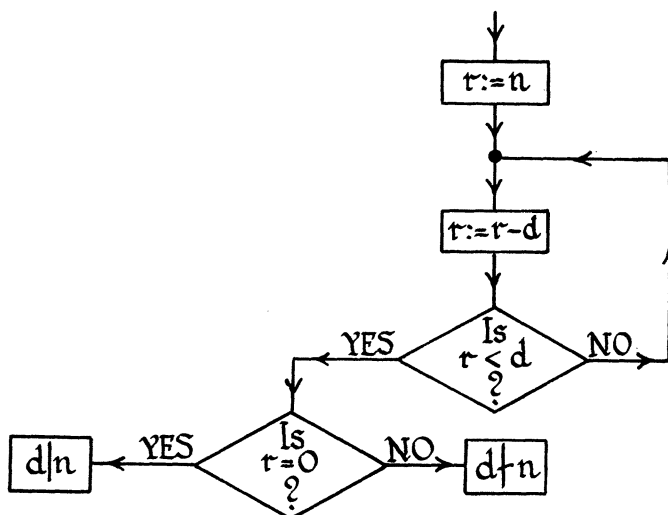 r:=n
r:=r-d
Is
r < d
?
YES
NO
Is
r=0
?
YES
NO
d|n
d∤n